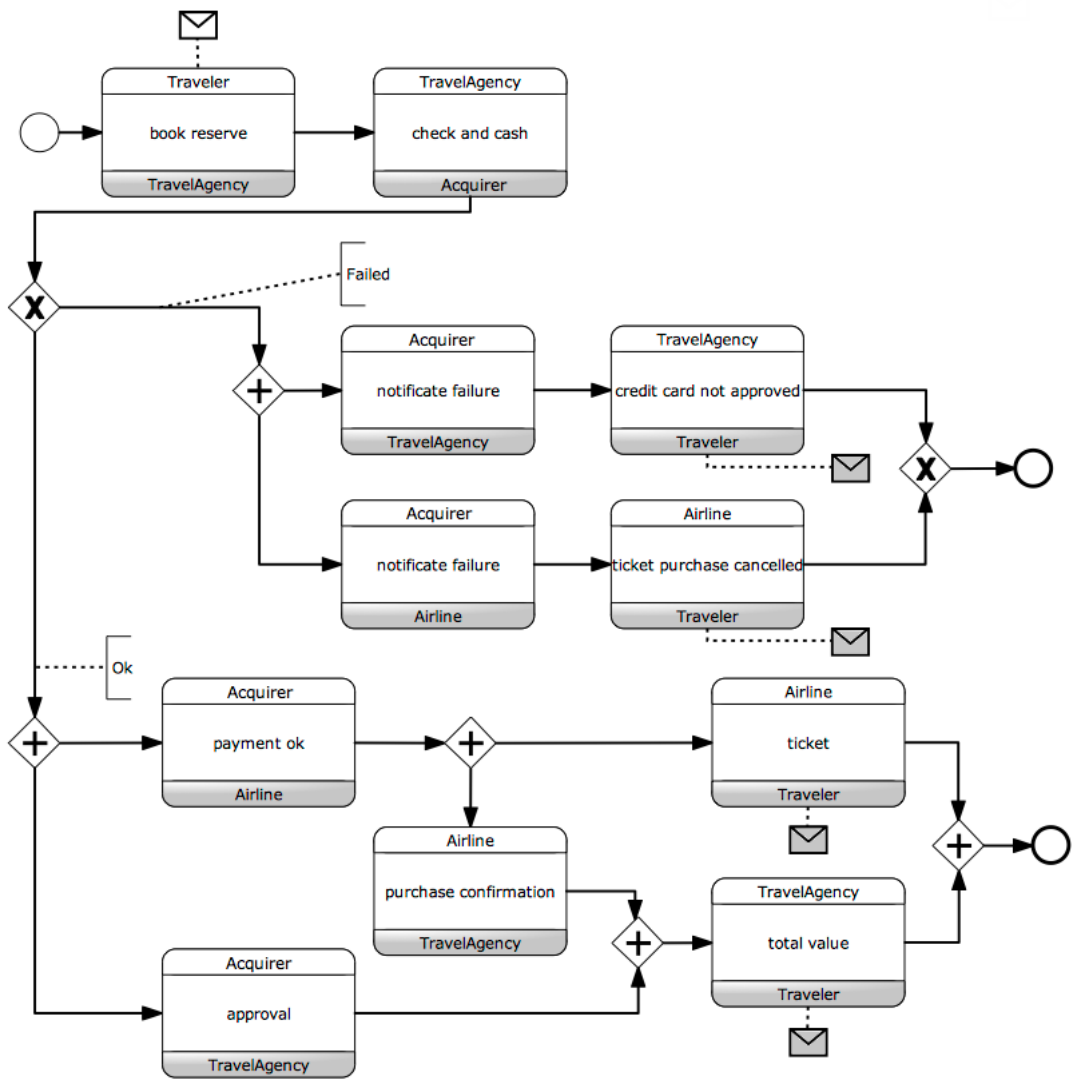 Traveler
book reserve
TravelAgency
TravelAgency
check and cash
Acquirer
Failed
X
Acquirer
notificate failure
TravelAgency
TravelAgency
credit card not approved
Traveler
X
Acquirer
notificate failure
Airline
Airline
ticket purchase cancelled
Traveler
Ok
Acquirer
payment ok
Airline
Airline
ticket
Traveler
Airline
purchase confirmation
TravelAgency
TravelAgency
total value
Traveler
Acquirer
approval
TravelAgency